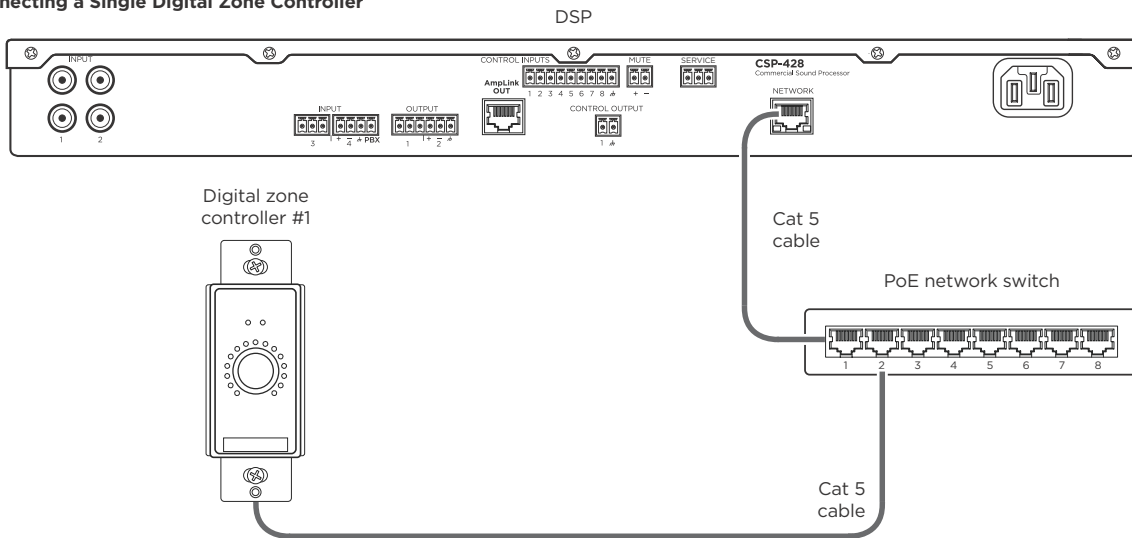 necting a Single Digital Zone Controller
DSP
INPUT
1 2
INPUT
3 + – 4 PBX
OUTPUT
1 + – 2
AmpLink
OUT
CONTROL INPUTS
1 2 3 4 5 6 7 8
MUTE
+ –
SERVICE
CONTROL OUTPUT
1
CSP-428
Commercial Sound Processor
NETWORK
Digital zone
controller #1
Cat 5
cable
PoE network switch
1 2 3 4 5 6 7 8
Cat 5
cable